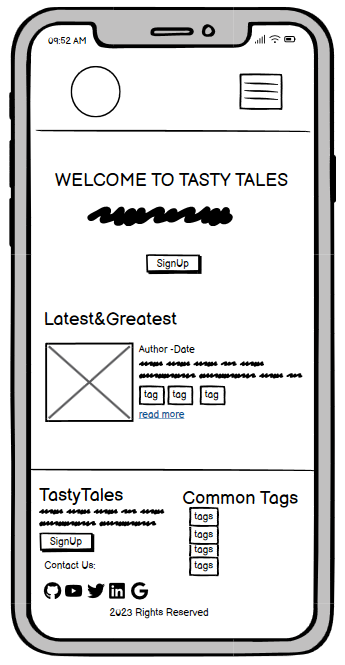 09:52 AM
WELCOME TO TASTY TALES
SignUp
Latest&Greatest
Author -Date
tag tag tag
read more
TastyTales
SignUp
Contact Us:
Common Tags
tags
tags
tags
tags
2023 Rights Reserved